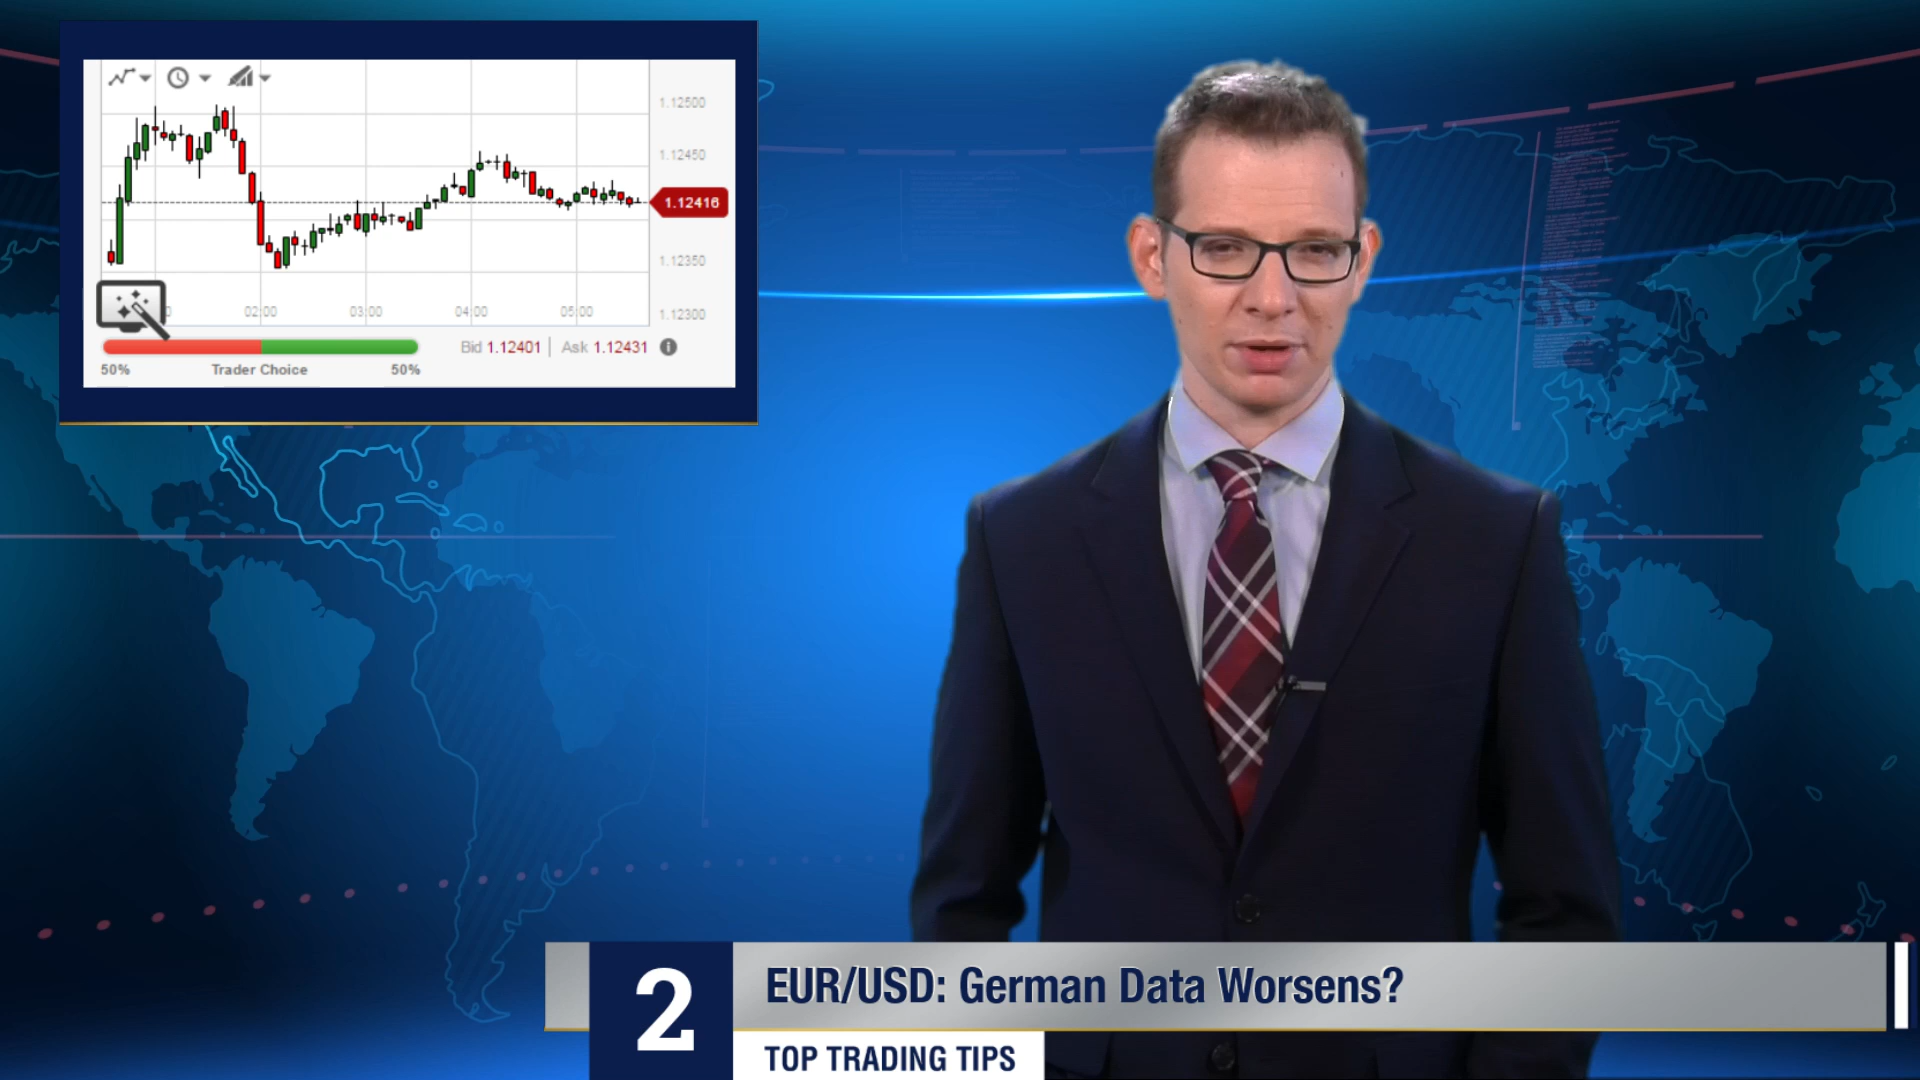 1.12500
1.12450
1.12416
1.12350
02:00 03:00 04:00 05:00 1.12300
Bid 1.12401 Ask 1.12431
50% Trader Choice 50%
2 EUR/USD: German Data Worsens?
TOP TRADING TIPS